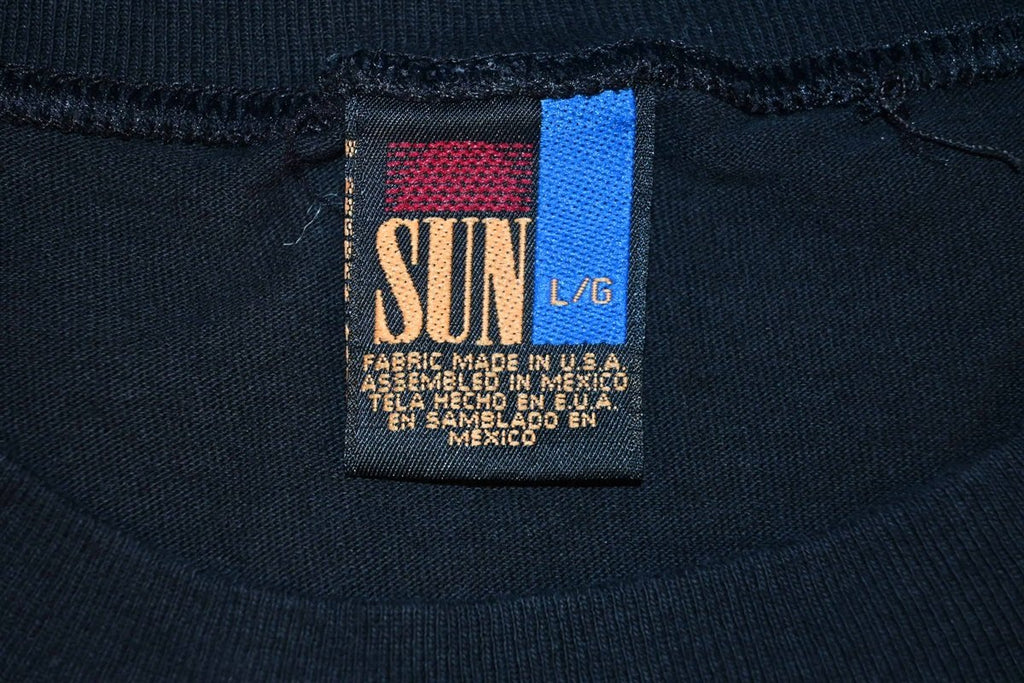 SUN
L/G
FABRIC MADE IN U.S.A
ASSEMBLED IN MEXICO
TELA HECHO EN E.U.A.
EN SAMBLADO EN
MEXICO